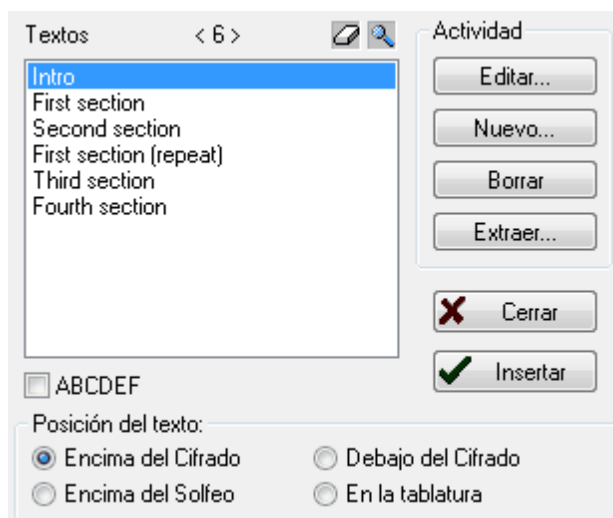 Textos < 6 > Actividad
Intro
First section
Second section
First section (repeat)
Third section
Fourth section
Editar...
Nuevo...
Borrar
Extraer...
Cerrar
Insertar
ABCDEF
Posición del texto:
Encima del Cifrado Debajo del Cifrado
Encima del Solfeo En la tablatura